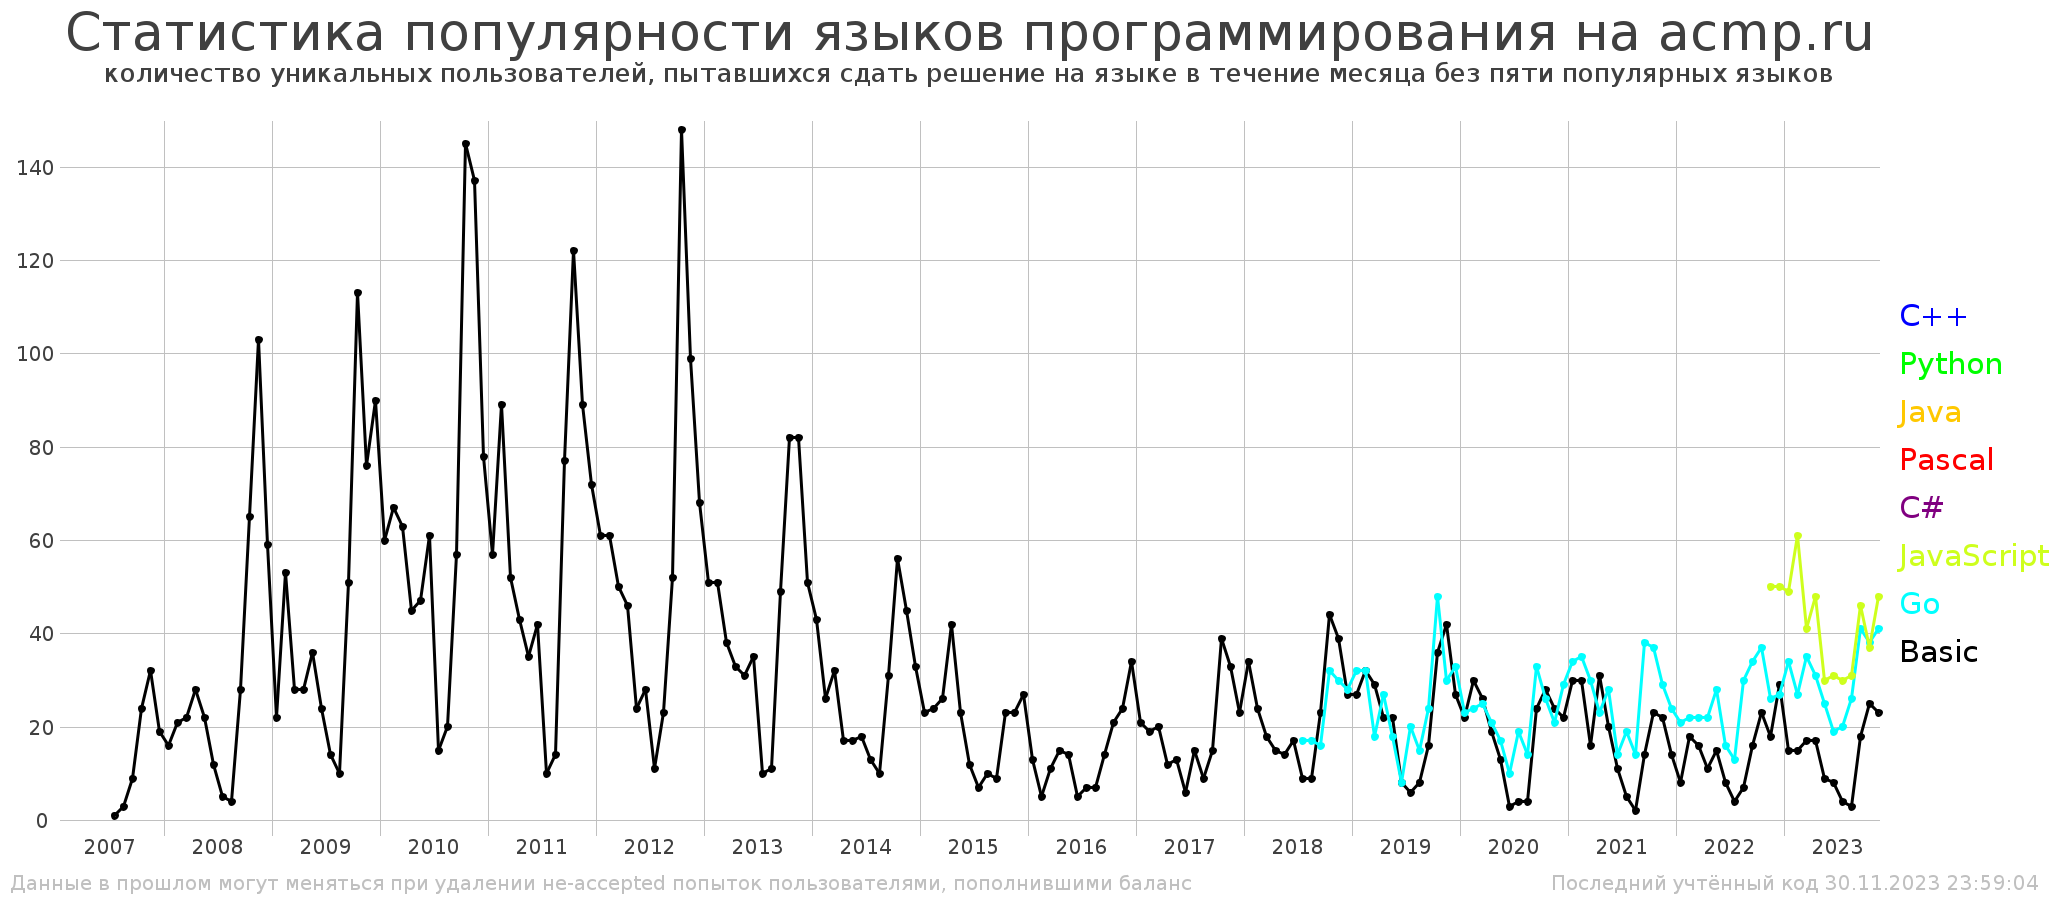 Статистика популярности языков программирования на acmp.ru
количество уникальных пользователей, пытавшихся сдать решение на языке в течение месяца без пяти популярных языков
140
120
100
80
60
40
20
0
C++
Python
Java
Pascal
C#
JavaScript
Go
Basic
2007 2008 2009 2010 2011 2012 2013 2014 2015 2016 2017 2018 2019 2020 2021 2022 2023
Данные в прошлом могут меняться при удалении не-accepted попыток пользователями, пополнившими баланс
Последний учтённый код 30.11.2023 23:59:04